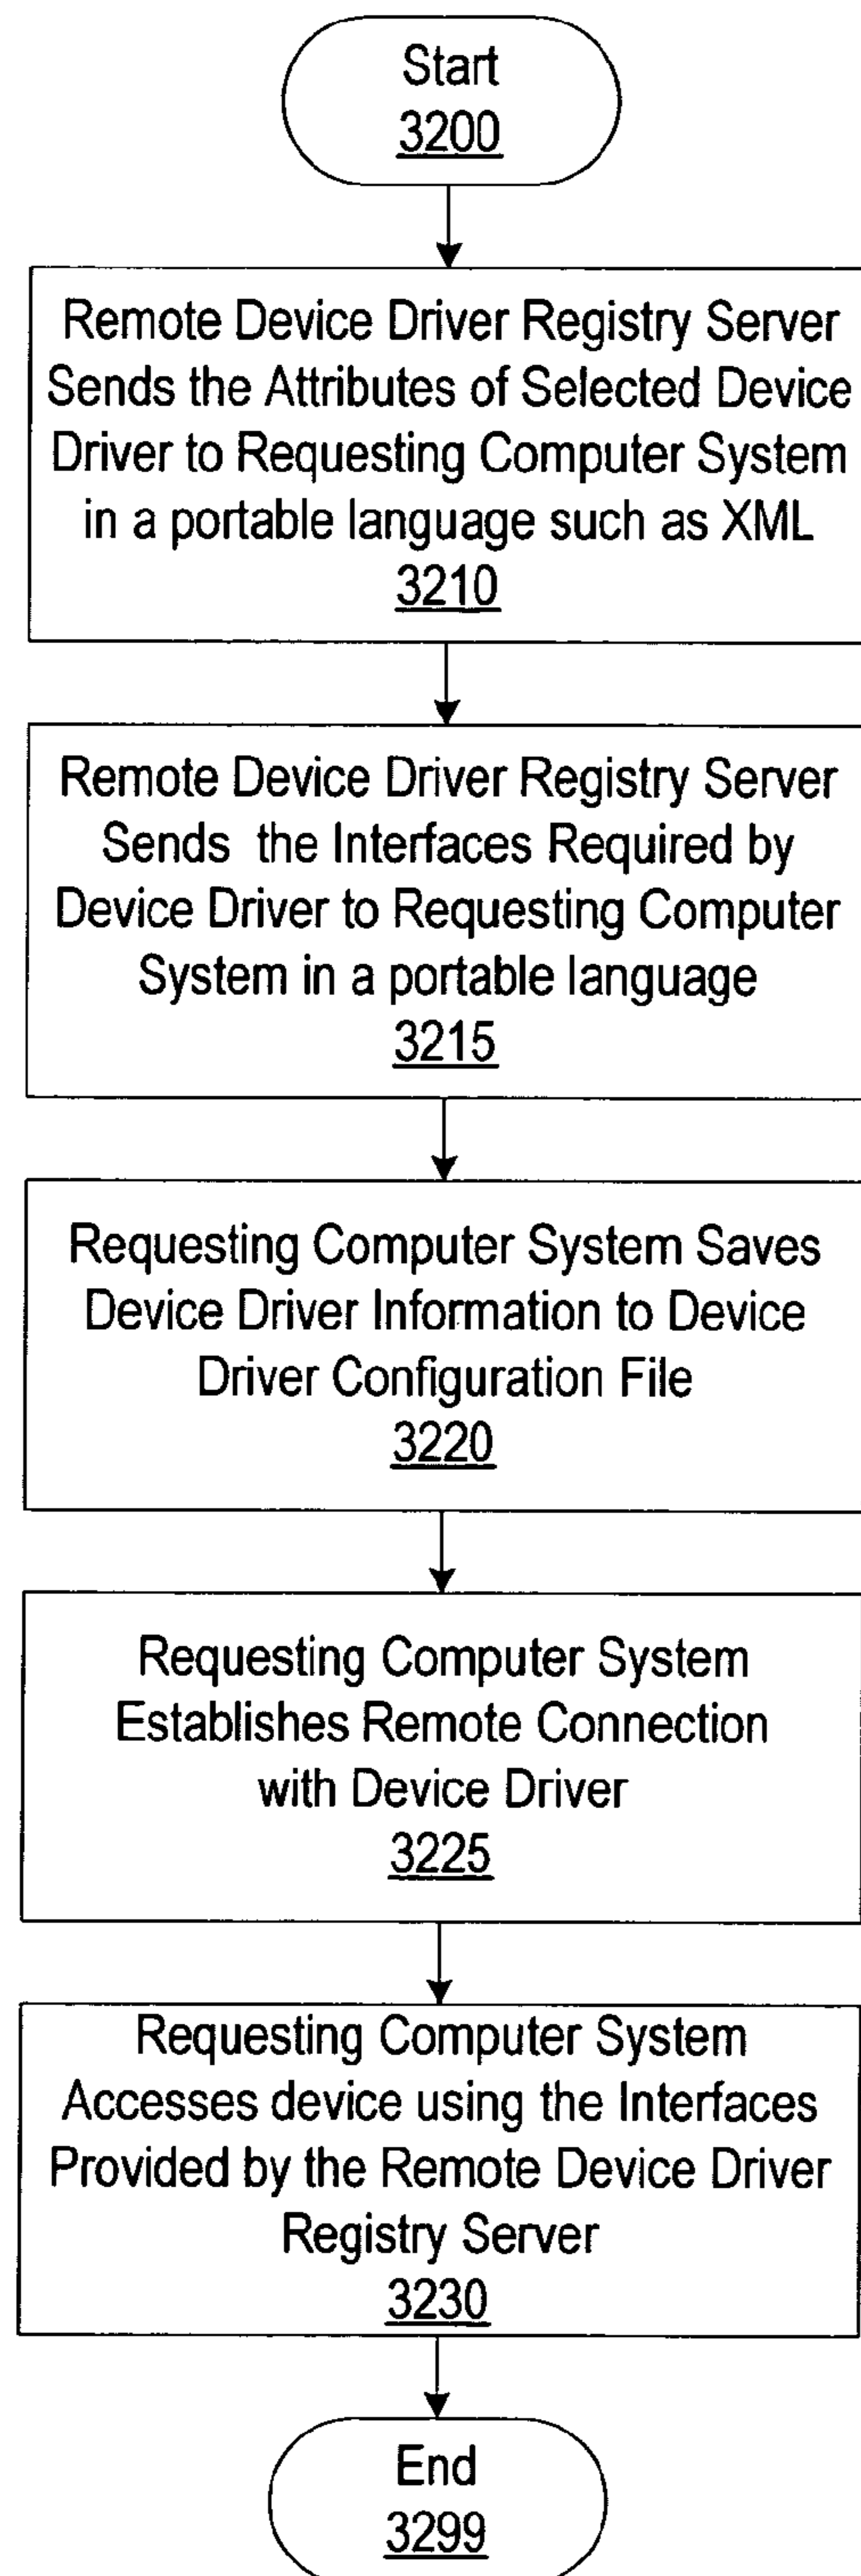 Start
3200
Remote Device Driver Registry Server
Sends the Attributes of Selected Device
Driver to Requesting Computer System
in a portable language such as XML
3210
Remote Device Driver Registry Server
Sends the Interfaces Required by
Device Driver to Requesting Computer
System in a portable language
3215
Requesting Computer System Saves
Device Driver Information to Device
Driver Configuration File
3220
Requesting Computer System
Establishes Remote Connection
with Device Driver
3225
Requesting Computer System
Accesses device using the Interfaces
Provided by the Remote Device Driver
Registry Server
3230
End
3299